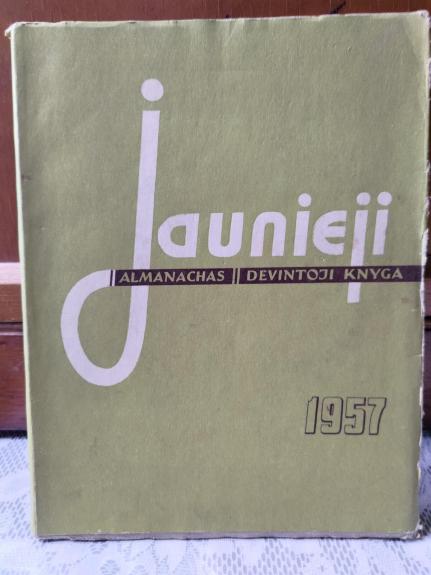 jaunieji
ALMANACHAS DEVINTOJI KNYGA
1957